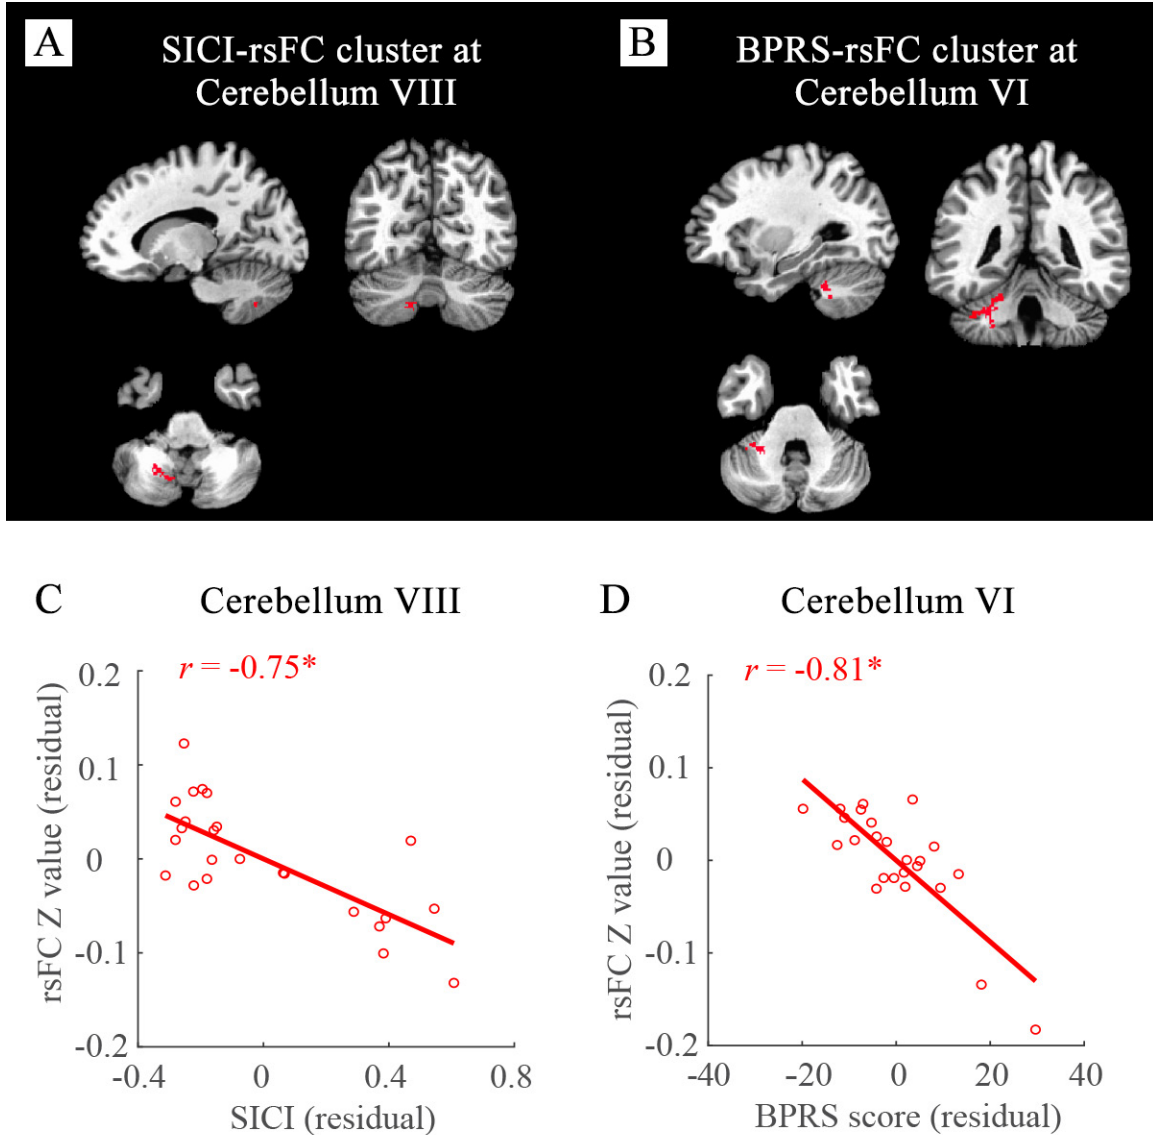 A
SICI-rsFC cluster at
Cerebellum VIII
B
BPRS-rsFC cluster at
Cerebellum VI
C
Cerebellum VIII
r = -0.75*
rsFC Z value (residual)
0.2
0.1
0
-0.1
-0.2
-0.4
0
0.4
0.8
SICI (residual)
D
Cerebellum VI
r = -0.81*
rsFC Z value (residual)
0.2
0.1
0
-0.1
-0.2
-40
-20
0
20
40
BPRS score (residual)